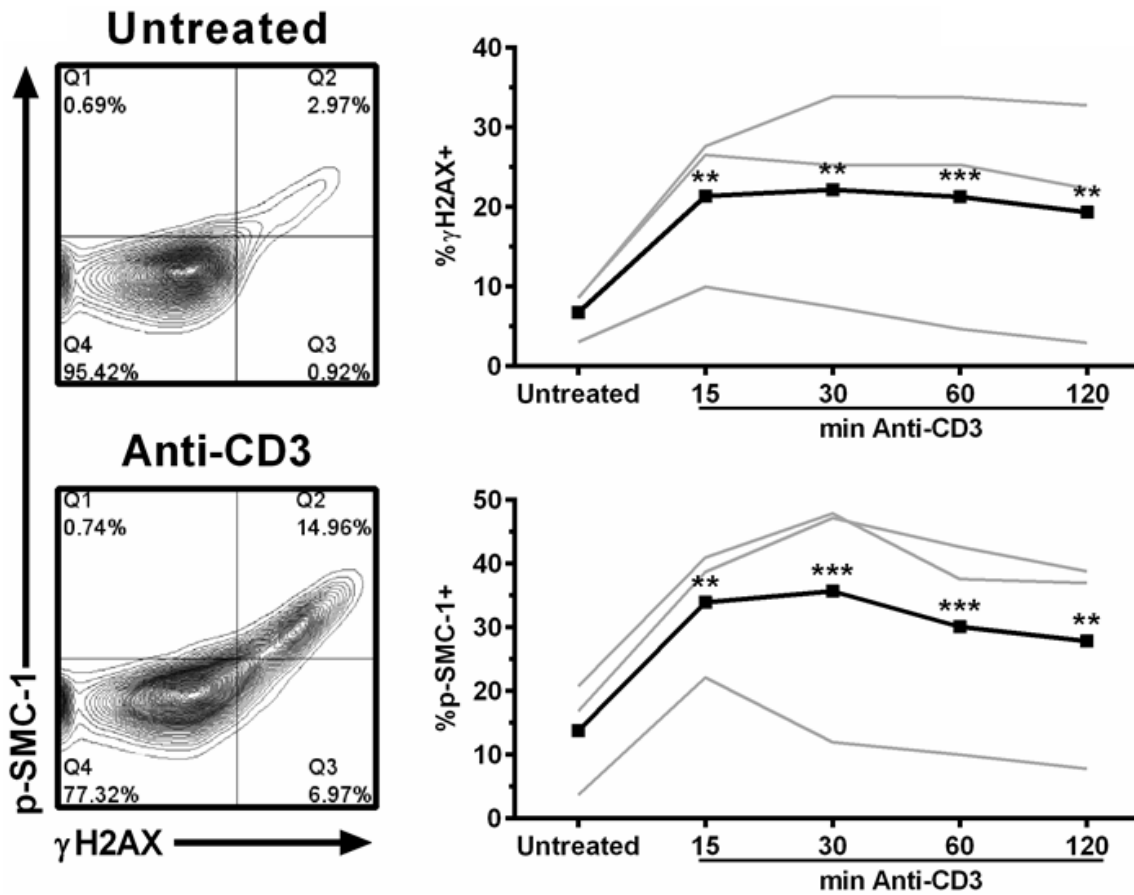 Untreated
Q1
0.69%
Q2
2.97%
Q4
95.42%
Q3
0.92%
Anti-CD3
Q1
0.74%
Q2
14.96%
Q4
77.32%
Q3
6.97%
p-SMC-1
γH2AX
%γH2AX+
40
30
20
10
0
** ** *** **
Untreated 15 30 60 120
min Anti-CD3
%p-SMC-1+
50
40
30
20
10
0
** *** *** **
Untreated 15 30 60 120
min Anti-CD3